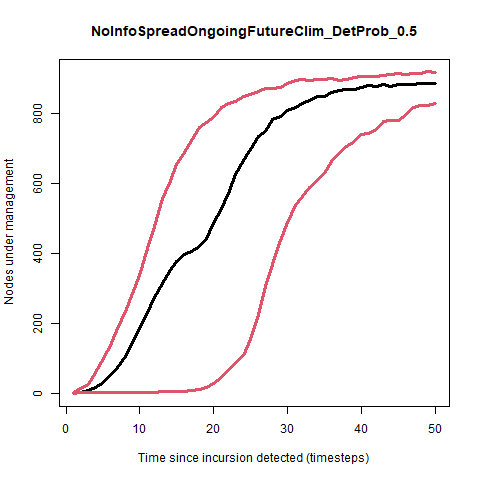 NoInfoSpreadOngoingFutureClim_DetProb_0.5
Nodes under management
800
600
400
200
0
0 10 20 30 40 50
Time since incursion detected (timesteps)